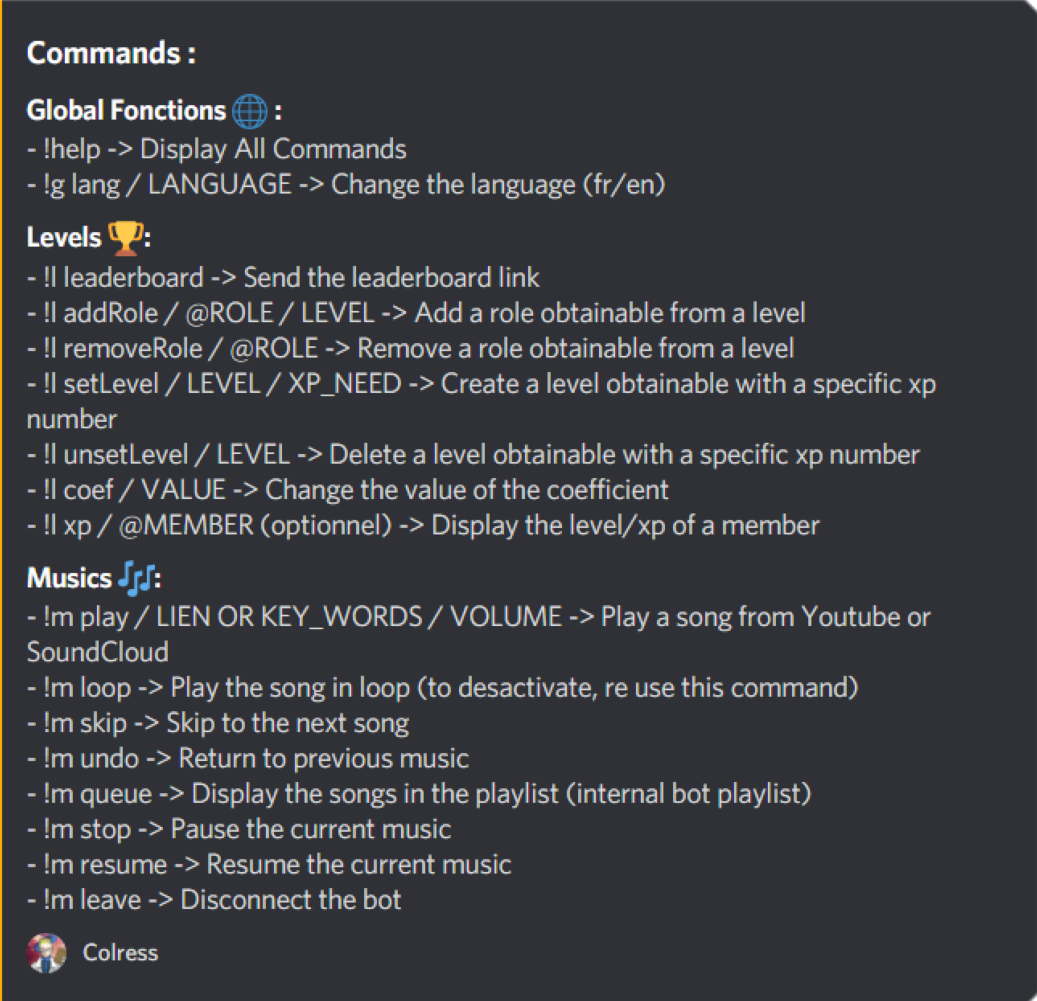 Commands :
Global Fonctions 🌐 :
- !help -> Display All Commands
- !g lang / LANGUAGE -> Change the language (fr/en)
Levels 🏆:
- !l leaderboard -> Send the leaderboard link
- !l addRole / @ROLE / LEVEL -> Add a role obtainable from a level
- !l removeRole / @ROLE -> Remove a role obtainable from a level
- !l setLevel / LEVEL / XP_NEED -> Create a level obtainable with a specific xp
number
- !l unsetLevel / LEVEL -> Delete a level obtainable with a specific xp number
- !l coef / VALUE -> Change the value of the coefficient
- !l xp / @MEMBER (optionnel) -> Display the level/xp of a member
Musics 🎶:
- !m play / LIEN OR KEY_WORDS / VOLUME -> Play a song from Youtube or
SoundCloud
- !m loop -> Play the song in loop (to desactivate, re use this command)
- !m skip -> Skip to the next song
- !m undo -> Return to previous music
- !m queue -> Display the songs in the playlist (internal bot playlist)
- !m stop -> Pause the current music
- !m resume -> Resume the current music
- !m leave -> Disconnect the bot
Colress